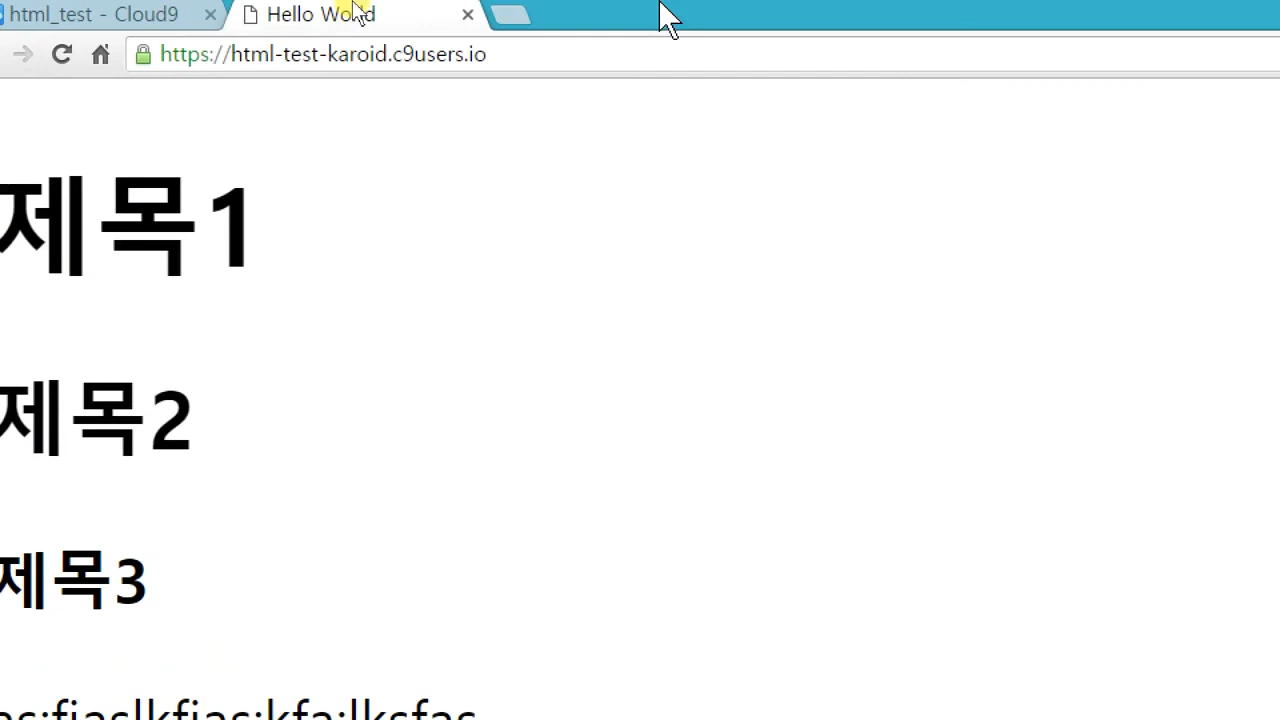 html_test - Cloud9
Hello World
https://html-test-karoid.c9users.io
제목1
제목2
제목3